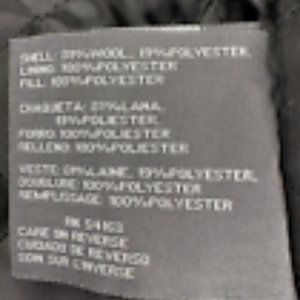 SHELL: 81%WOOL, 19%POLYESTER,
LINING: 100%POLYESTER
FILL: 100%POLYESTER
CHAQUETA: 81%LANA,
19%POLIESTER,
FORRO: 100%POLIESTER
RELLENO: 100%POLIESTER
VESTE: 81%LAINE, 19%POLYESTER,
DOUBLURE: 100%POLYESTER
REMPLISSAGE: 100%POLYESTER
RN 54163
CARE ON REVERSE
CUIDADO DE REVERSO
SOIN SUR L'INVERSE